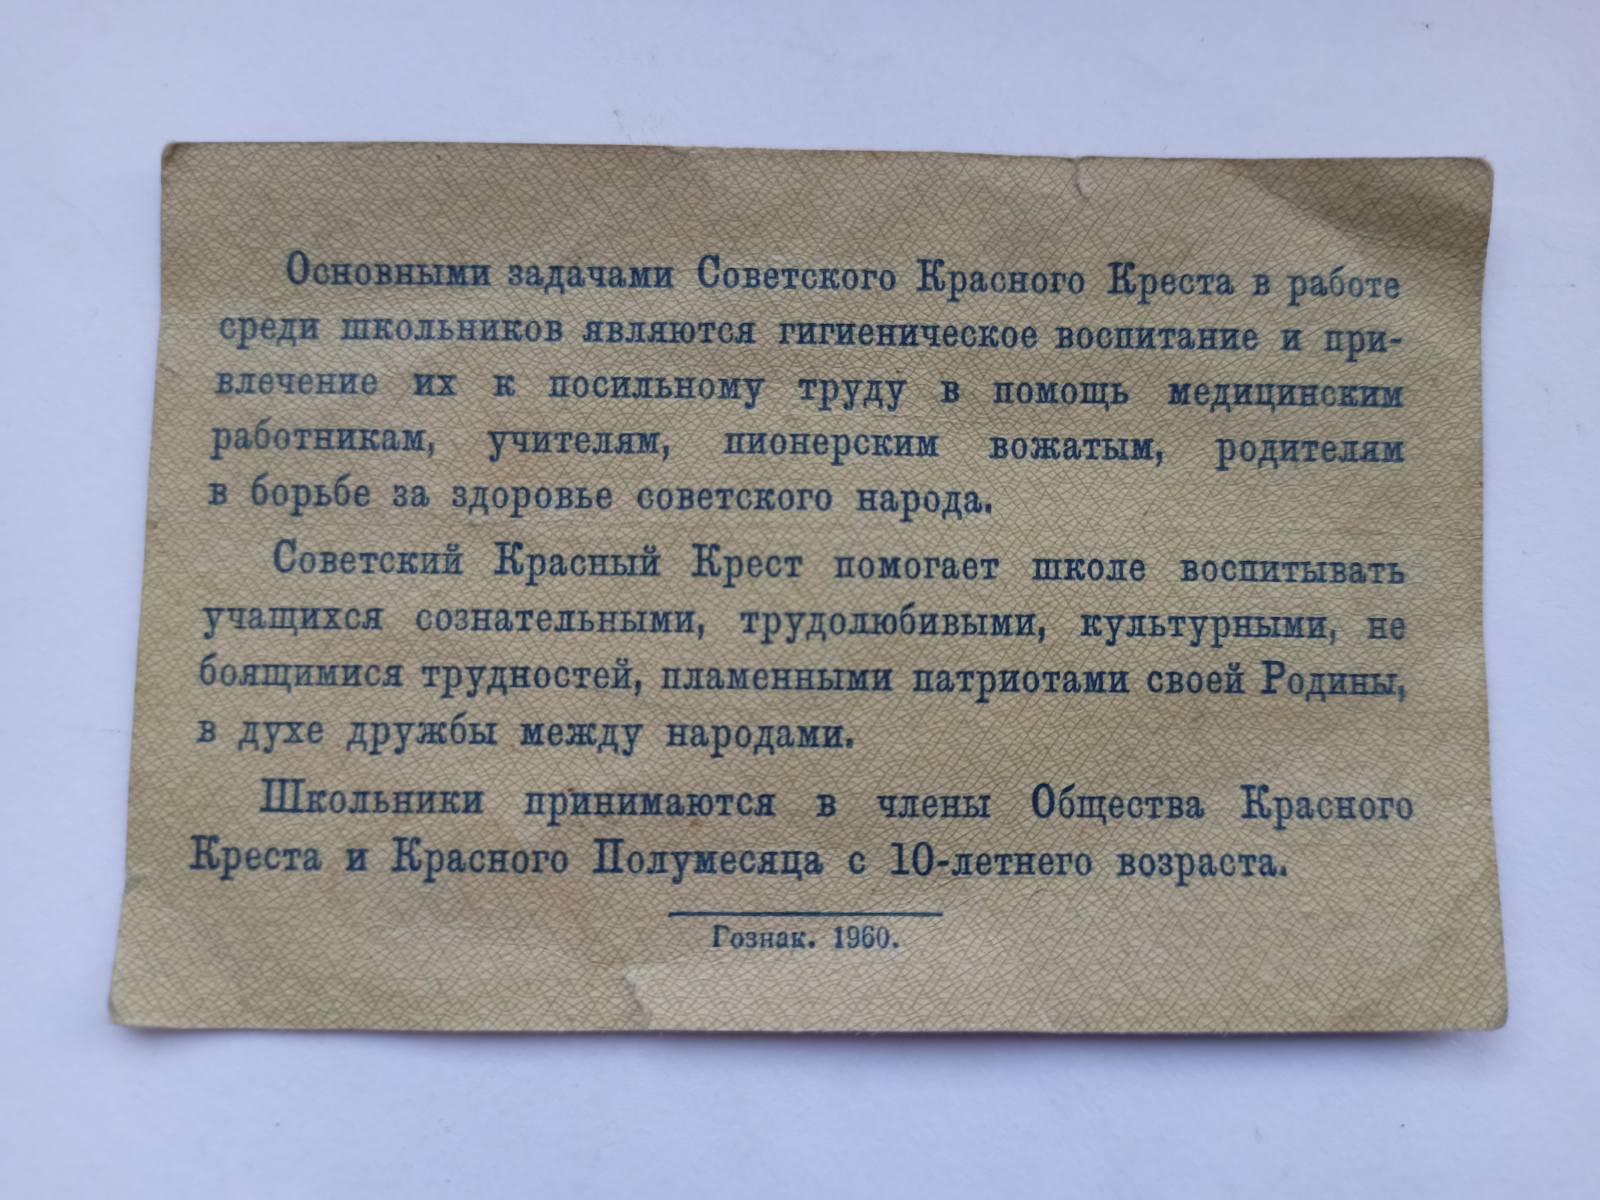 Основными задачами Советского Красного Креста в работе
среди школьников являются гигиеническое воспитание и при-
влечение их к посильному труду в помощь медицинским
работникам, учителям, пионерским вожатым, родителям
в борьбе за здоровье советского народа.
Советский Красный Крест помогает школе воспитывать
учащихся сознательными, трудолюбивыми, культурными, не
боящимися трудностей, пламенными патриотами своей Родины,
в духе дружбы между народами.
Школьники принимаются в члены Общества Красного
Креста и Красного Полумесяца с 10-летнего возраста.
Гознак. 1960.